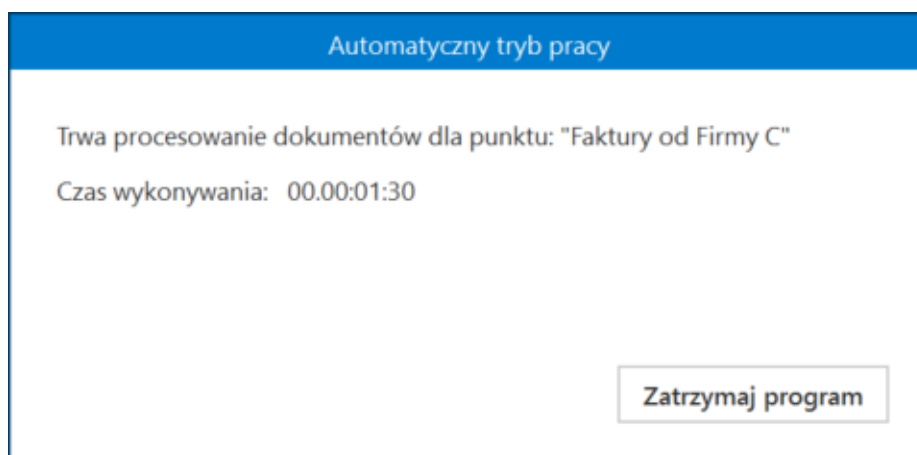 Automatyczny tryb pracy
Trwa procesowanie dokumentów dla punktu: "Faktury od Firmy C"
Czas wykonywania: 00.00:01:30
Zatrzymaj program